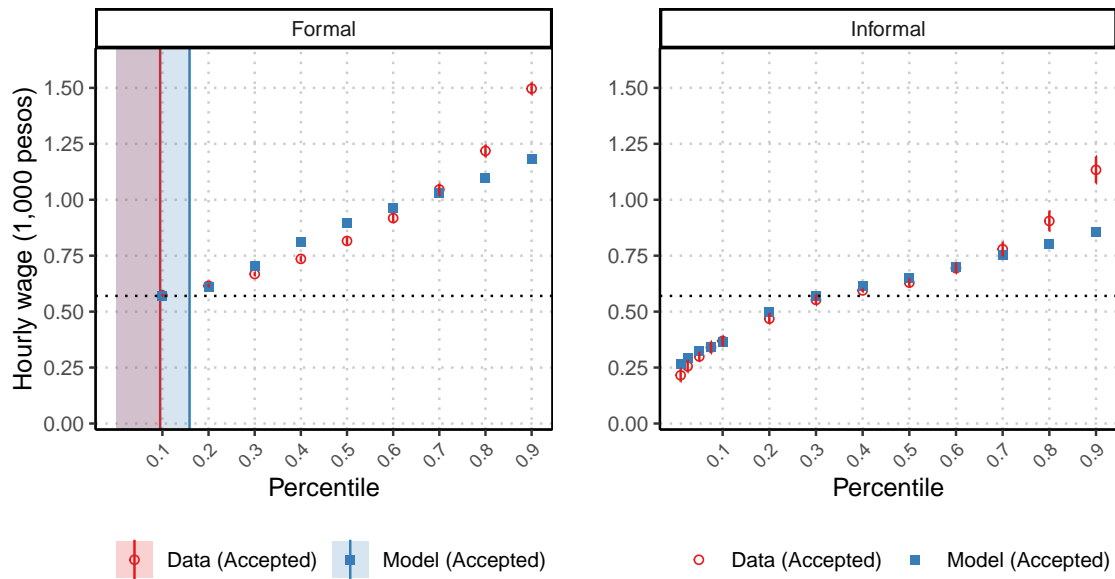 Formal
Informal
Hourly wage (1,000 pesos)
1.50
1.25
1.00
0.75
0.50
0.25
0.00
0.1 0.2 0.3 0.4 0.5 0.6 0.7 0.8 0.9
Percentile
1.50
1.25
1.00
0.75
0.50
0.25
0.00
0.1 0.2 0.3 0.4 0.5 0.6 0.7 0.8 0.9
Percentile
Data (Accepted) Model (Accepted)
Data (Accepted) Model (Accepted)